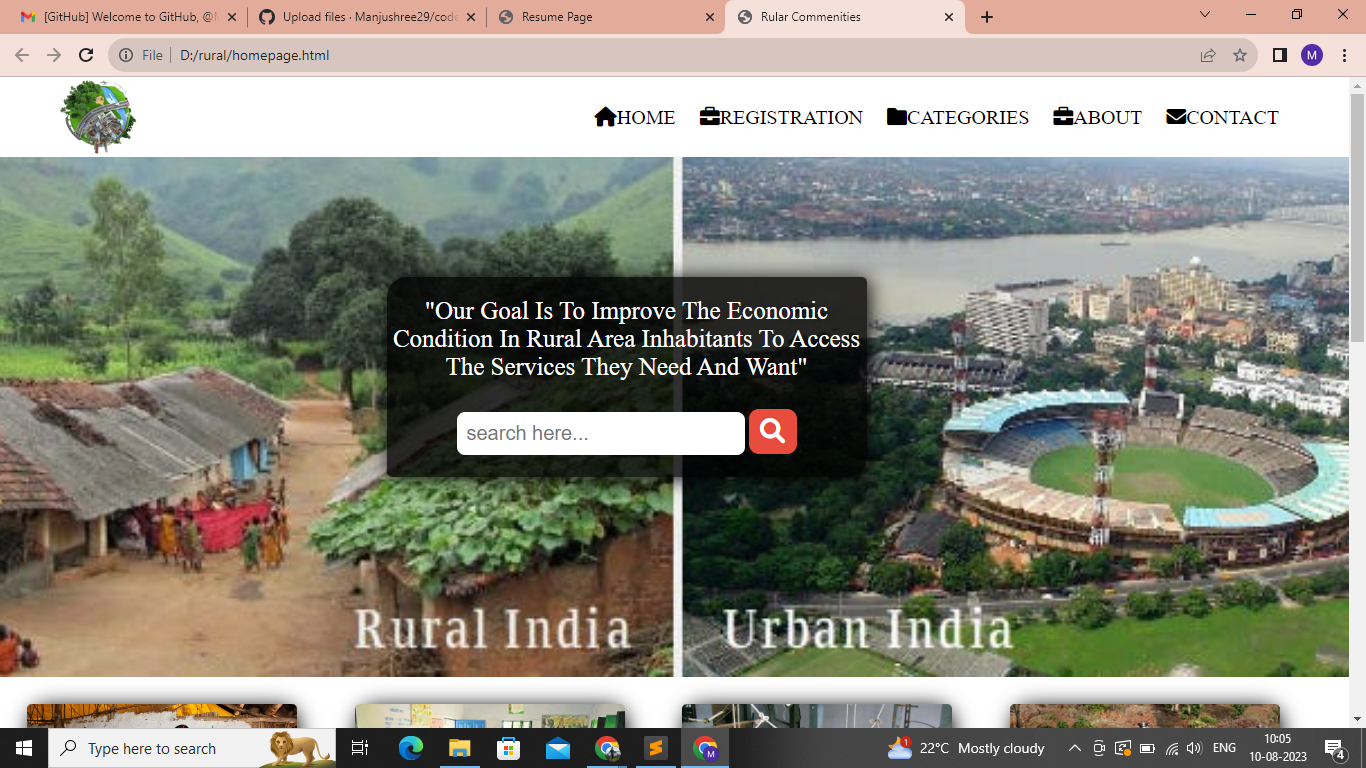 [GitHub] Welcome to GitHub, @
Upload files · Manjushree29/code
Resume Page
Rular Commenities
File
D:/rural/homepage.html
M
HOME
REGISTRATION
CATEGORIES
ABOUT
CONTACT
"Our Goal Is To Improve The Economic
Condition In Rural Area Inhabitants To Access
The Services They Need And Want"
search here...
Rural India
Urban India
Type here to search
M
1
22°C Mostly cloudy
ENG
10:05
10-08-2023
4